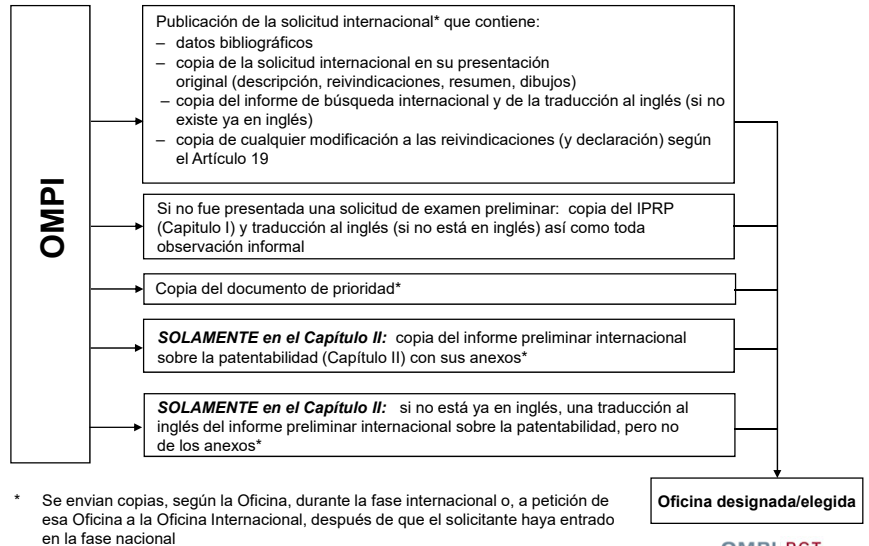 OMPI
Publicación de la solicitud internacional* que contiene:
– datos bibliográficos
– copia de la solicitud internacional en su presentación
original (descripción, reivindicaciones, resumen, dibujos)
– copia del informe de búsqueda internacional y de la traducción al inglés (si no
existe ya en inglés)
– copia de cualquier modificación a las reivindicaciones (y declaración) según
el Artículo 19
Si no fue presentada una solicitud de examen preliminar: copia del IPRP
(Capitulo I) y traducción al inglés (si no está en inglés) así como toda
observación informal
Copia del documento de prioridad*
SOLAMENTE en el Capítulo II: copia del informe preliminar internacional
sobre la patentabilidad (Capítulo II) con sus anexos*
SOLAMENTE en el Capítulo II: si no está ya en inglés, una traducción al
inglés del informe preliminar internacional sobre la patentabilidad, pero no
de los anexos*
Oficina designada/elegida
* Se envian copias, según la Oficina, durante la fase internacional o, a petición de
esa Oficina a la Oficina Internacional, después de que el solicitante haya entrado
en la fase nacional
OMPI PCT